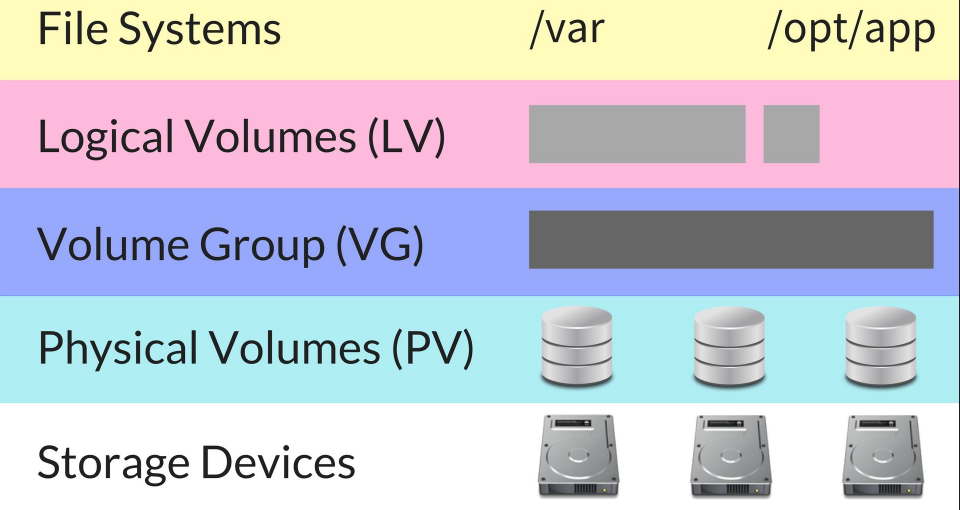 File Systems /var /opt/app
Logical Volumes (LV)
Volume Group (VG)
Physical Volumes (PV)
Storage Devices